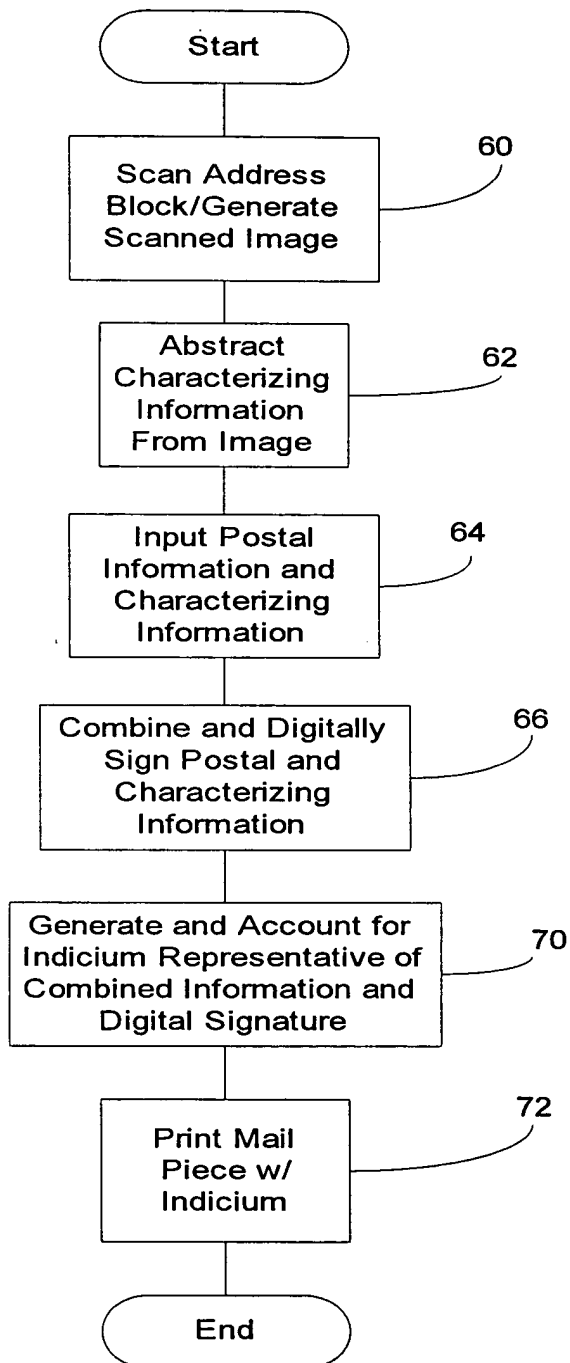 Start
60
Scan Address
Block/Generate
Scanned Image
62
Abstract
Characterizing
Information
From Image
64
Input Postal
Information and
Characterizing
Information
66
Combine and Digitally
Sign Postal and
Characterizing
Information
70
Generate and Account for
Indicium Representative of
Combined Information and
Digital Signature
72
Print Mail
Piece w/
Indicium
End